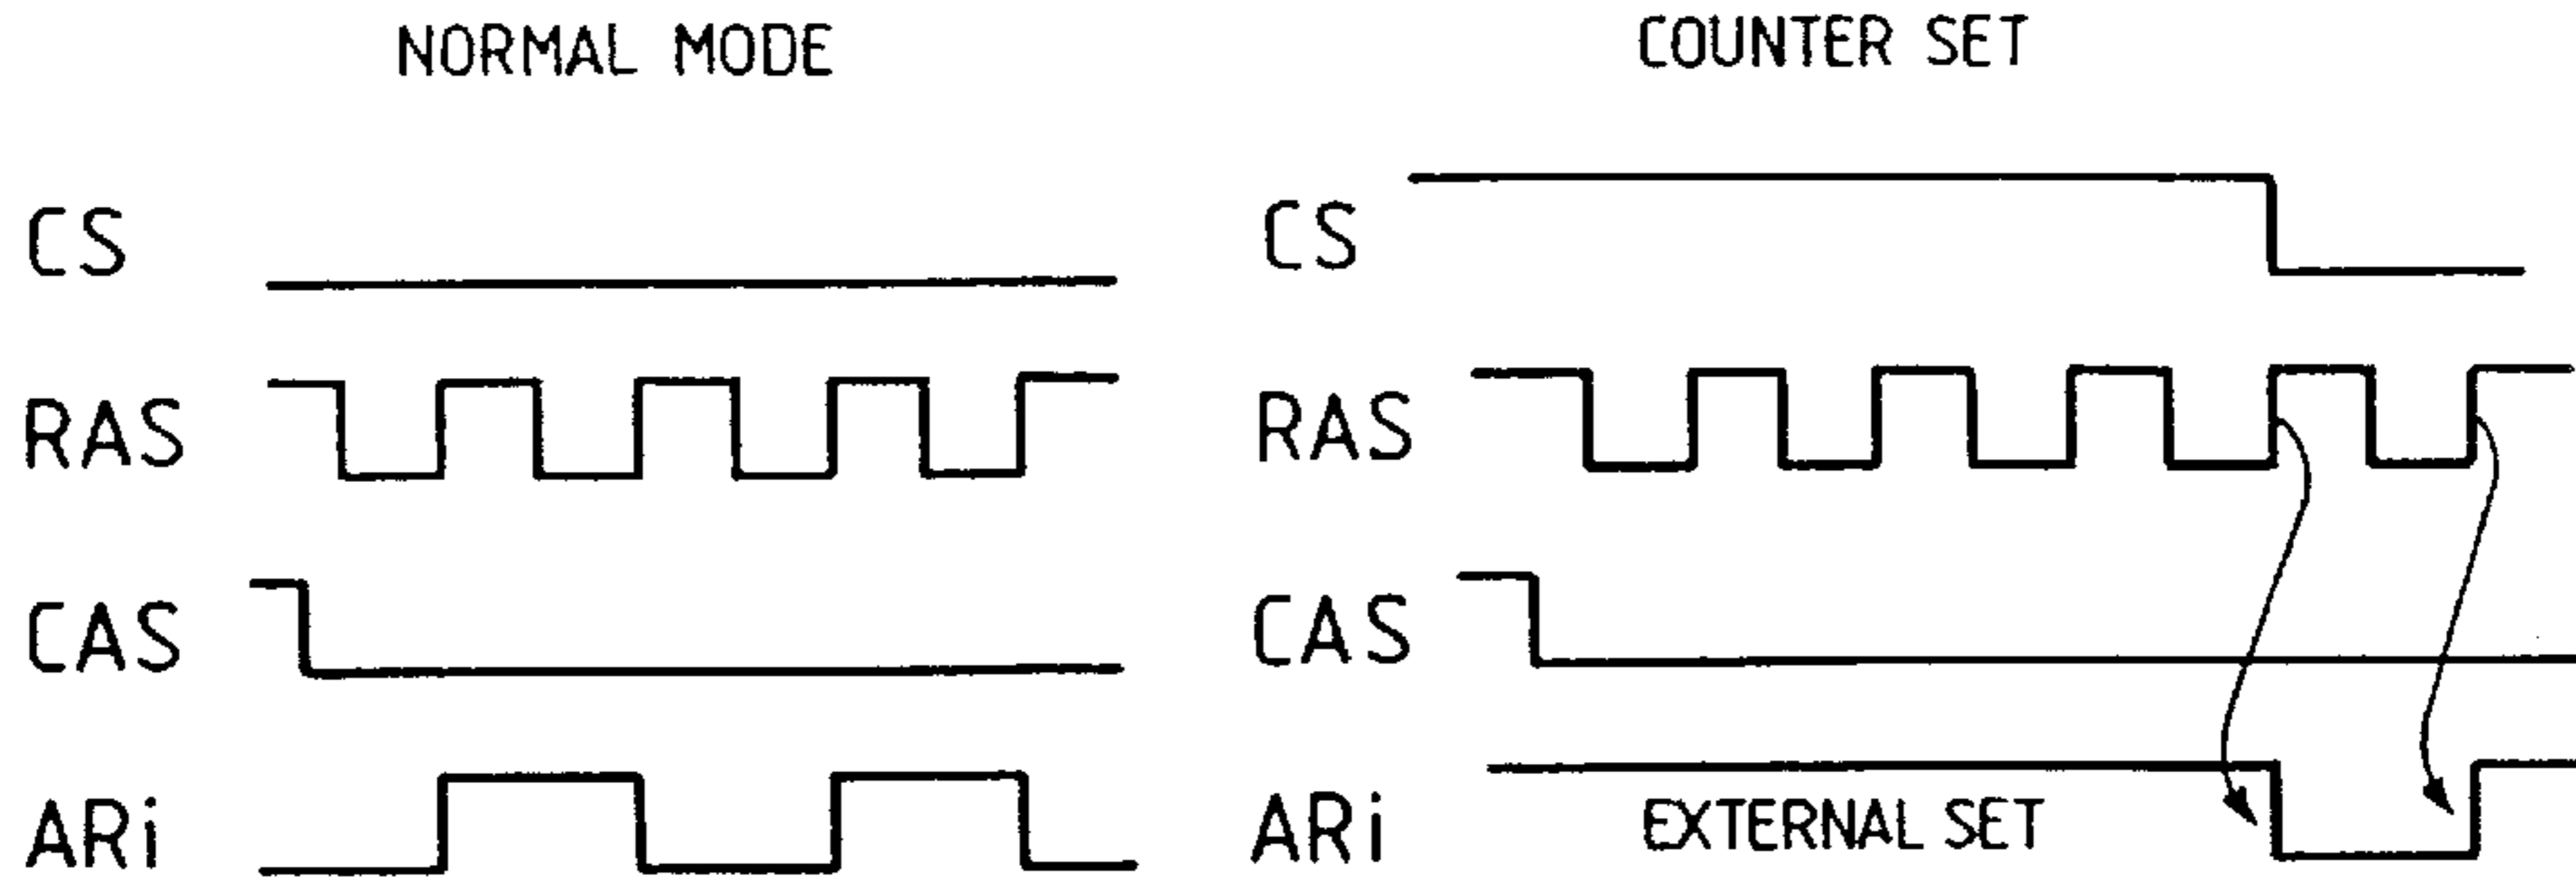 NORMAL MODE
CS
RAS
CAS
ARi
COUNTER SET
CS
RAS
CAS
ARi
EXTERNAL SET